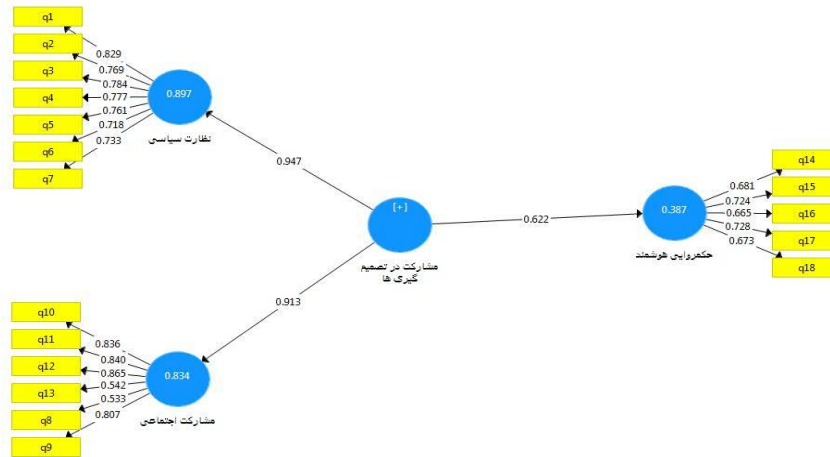 q1
q2
q3
q4
q5
q6
q7
0.829
0.769
0.784
0.777
0.761
0.718
0.733
0.897
نظارت سیاسی
0.947
[+]
مشارکت در تصمیم
گیری ها
0.622
0.387
حکمروایی هوشمند
0.681
0.724
0.665
0.728
0.673
q14
q15
q16
q17
q18
0.913
q10
q11
q12
q13
q8
q9
0.836
0.840
0.865
0.542
0.533
0.807
0.834
مشارکت اجتماعی